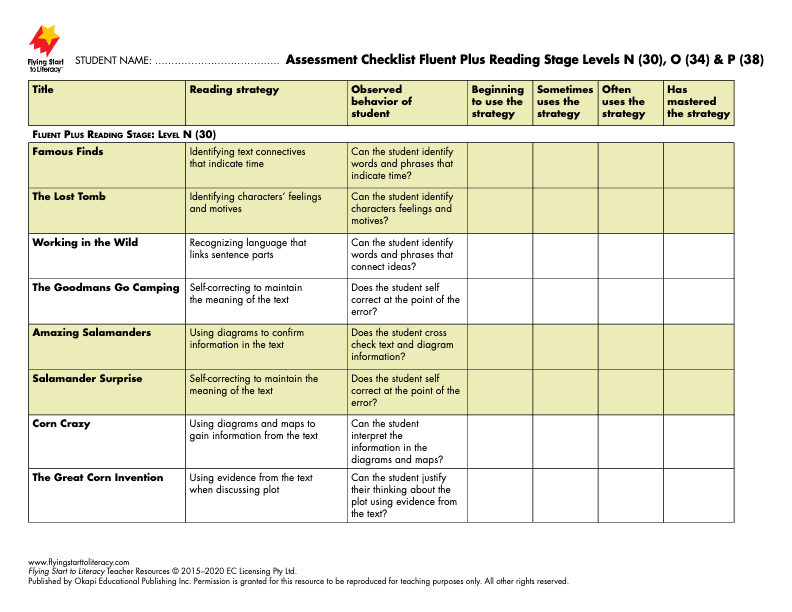 Flying Start
to Literacy™
STUDENT NAME: ......................................
Assessment Checklist Fluent Plus Reading Stage Levels N (30), O (34) & P (38)
Title
Reading strategy
Observed
behavior of
student
Beginning
to use the
strategy
Sometimes
uses the
strategy
Often
uses the
strategy
Has
mastered
the strategy
Fluent Plus Reading Stage: Level N (30)
Famous Finds
Identifying text connectives
that indicate time
Can the student identify
words and phrases that
indicate time?
The Lost Tomb
Identifying characters’ feelings
and motives
Can the student identify
characters feelings and
motives?
Working in the Wild
Recognizing language that
links sentence parts
Can the student identify
words and phrases that
connect ideas?
The Goodmans Go Camping
Self-correcting to maintain
the meaning of the text
Does the student self
correct at the point of the
error?
Amazing Salamanders
Using diagrams to confirm
information in the text
Does the student cross
check text and diagram
information?
Salamander Surprise
Self-correcting to maintain the
meaning of the text
Does the student self
correct at the point of the
error?
Corn Crazy
Using diagrams and maps to
gain information from the text
Can the student
interpret the
information in the
diagrams and maps?
The Great Corn Invention
Using evidence from the text
when discussing plot
Can the student justify
their thinking about the
plot using evidence from
the text?
www.flyingstarttoliteracy.com
Flying Start to Literacy Teacher Resources © 2015–2020 EC Licensing Pty Ltd.
Published by Okapi Educational Publishing Inc. Permission is granted for this resource to be reproduced for teaching purposes only. All other rights reserved.